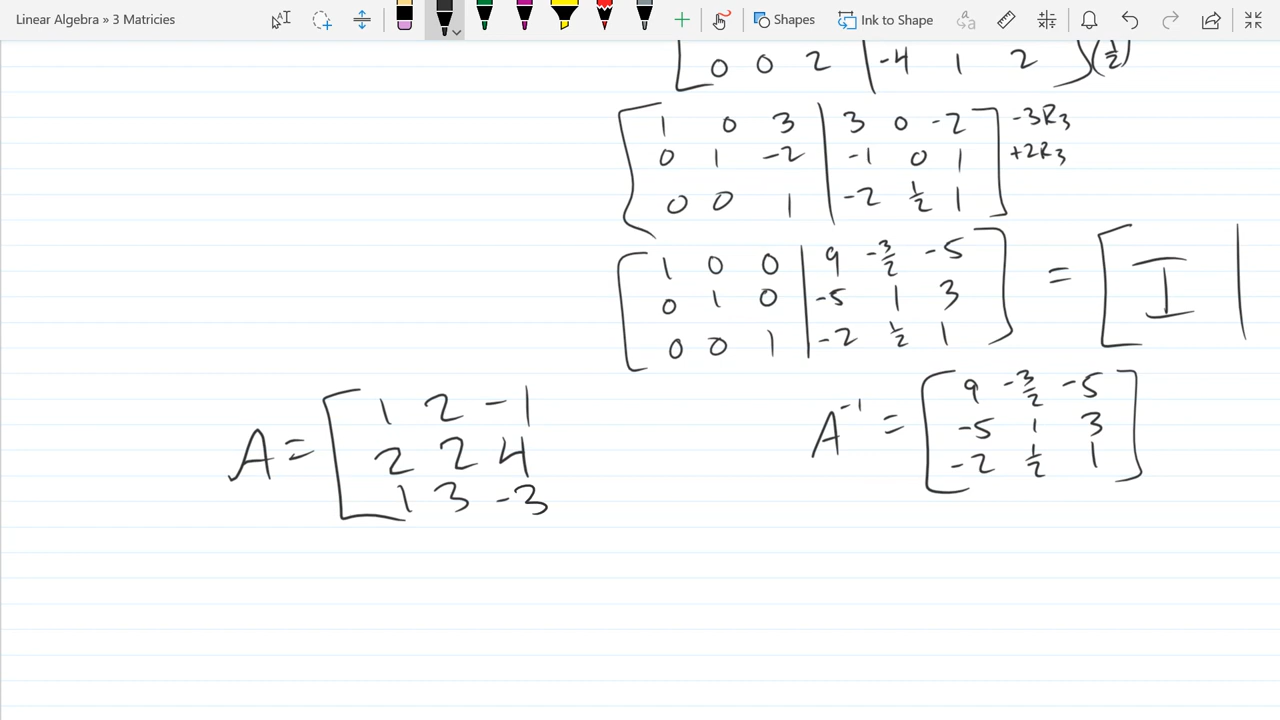 Linear Algebra » 3 Matricies
Shapes Ink to Shape
0 0 2 | -4 1 2 ] (1/2)
[ 1 0 3 | 3 0 -2 ] -3R3
0 1 -2 | -1 0 1 +2R3
0 0 1 | -2 1/2 1
[ 1 0 0 | 9 -3/2 -5 ] = [ I |
0 1 0 | -5 1 3
0 0 1 | -2 1/2 1
A = [ 1 2 -1
2 2 4
1 3 -3
A⁻¹ = [ 9 -3/2 -5 ]
-5 1 3
-2 1/2 1